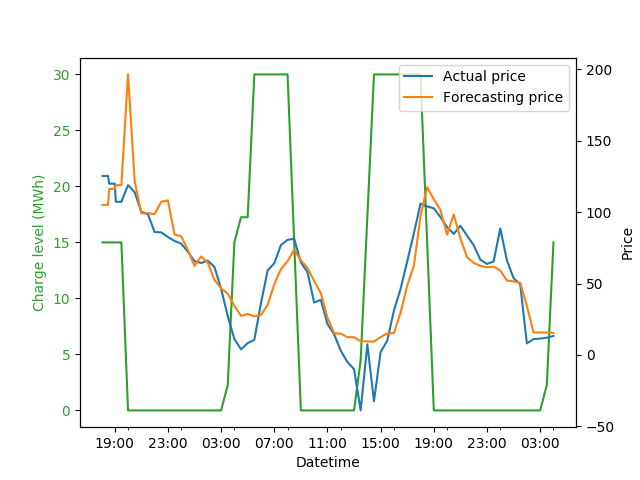 Actual price
Forecasting price
Charge level (MWh)
30
25
20
15
10
5
0
200
150
100
50
0
−50
Price
19:00 23:00 03:00 07:00 11:00 15:00 19:00 23:00 03:00
Datetime